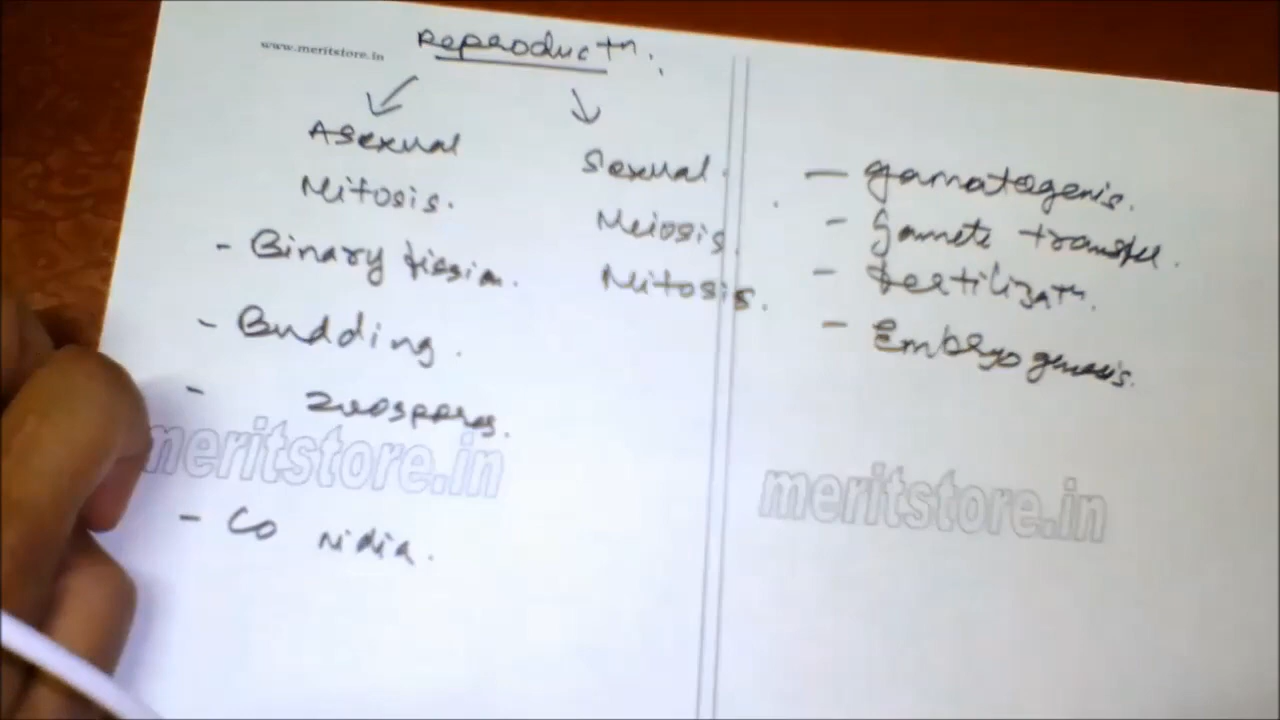 www.meritstore.in
Reproductn.
Asexual
Mitosis.
- Binary fission.
- Budding.
- Zoospores.
meritstore.in
- Co nidia.
Sexual.
Meiosis.
Mitosis.
- gamatogenis.
- Gamete transfer.
- Fertilizatn.
- Embryogenesis.
meritstore.in